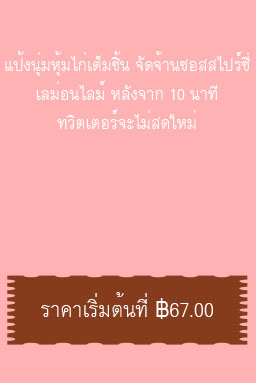 แป้งนุ่มหุ้มไก่เต็มชิ้น จัดจ้านซอสสไปร์ซี่
เลม่อนไลม์ หลังจาก 10 นาที
ทวิตเตอร์จะไม่สดใหม่
ราคาเริ่มต้นที่ ฿67.00